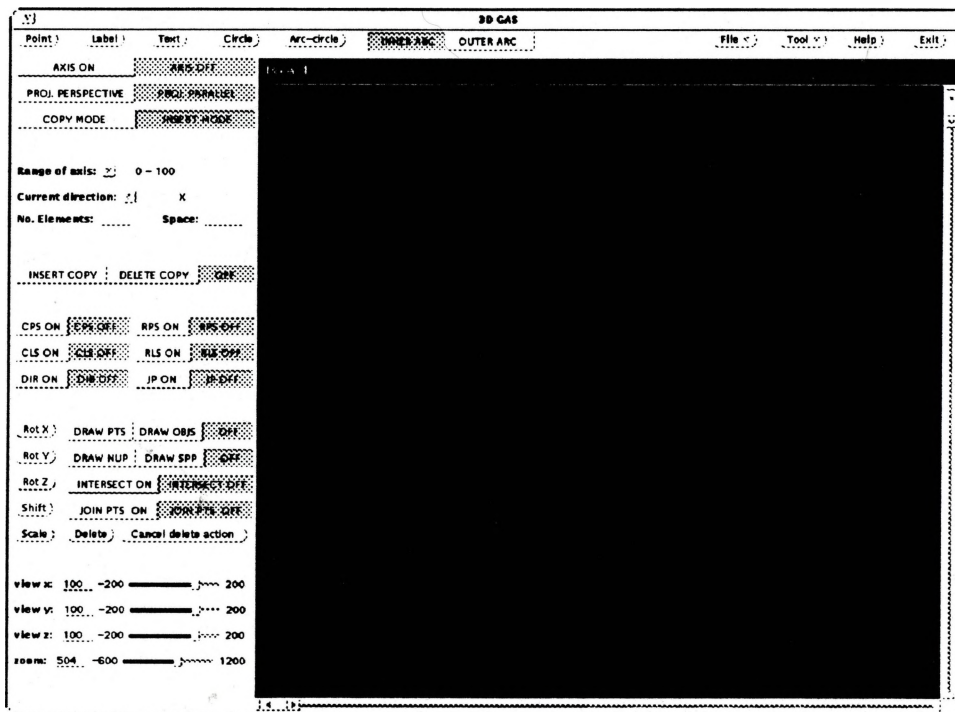 3D GAS
Point Label Text Circle Arc-circle INNER ARC OUTER ARC File Tool Help Exit
AXIS ON AXIS OFF
PROJ. PERSPECTIVE PROJ. PARALLEL
COPY MODE INSERT MODE
Range of axis: 0 - 100
Current direction: X
No. Elements: Space:
INSERT COPY DELETE COPY OFF
CPS ON CPS OFF RPS ON RPS OFF
CLS ON CLS OFF RLS ON RLS OFF
DIR ON DIR OFF JP ON JP OFF
Rot X DRAW PTS DRAW OBJS OFF
Rot Y DRAW NUP DRAW SPP OFF
Rot Z INTERSECT ON INTERSECT OFF
Shift JOIN PTS ON JOIN PTS OFF
Scale Delete Cancel delete action
view x: 100 -200 200
view y: 100 -200 200
view z: 100 -200 200
zoom: 504 -600 1200